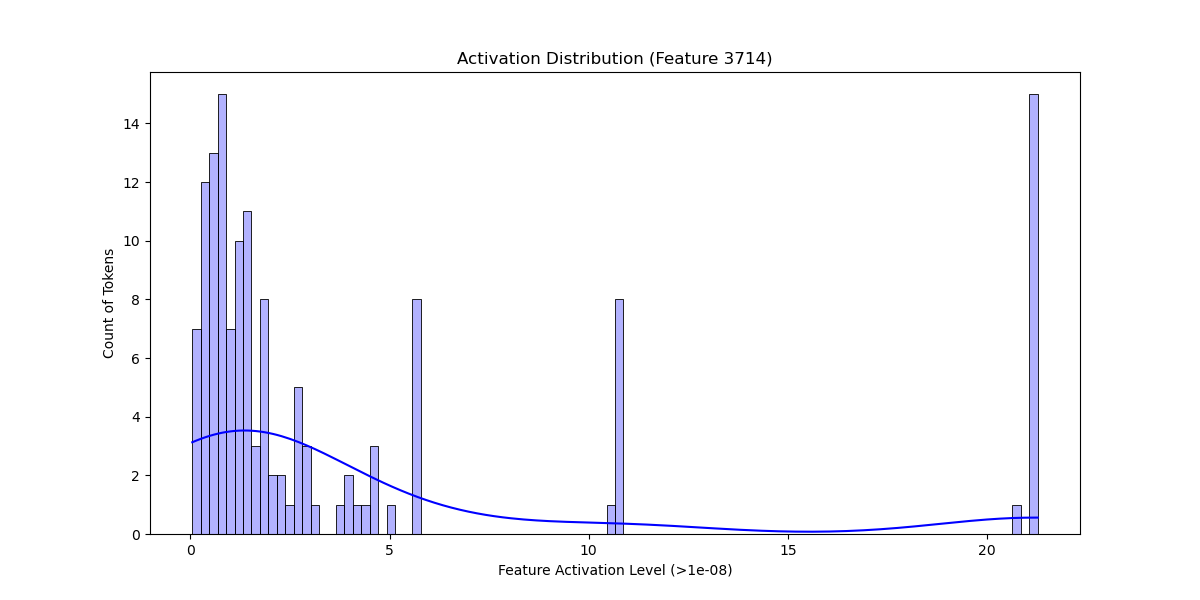 Activation Distribution (Feature 3714)
Count of Tokens
14
12
10
8
6
4
2
0
0 5 10 15 20
Feature Activation Level (>1e-08)